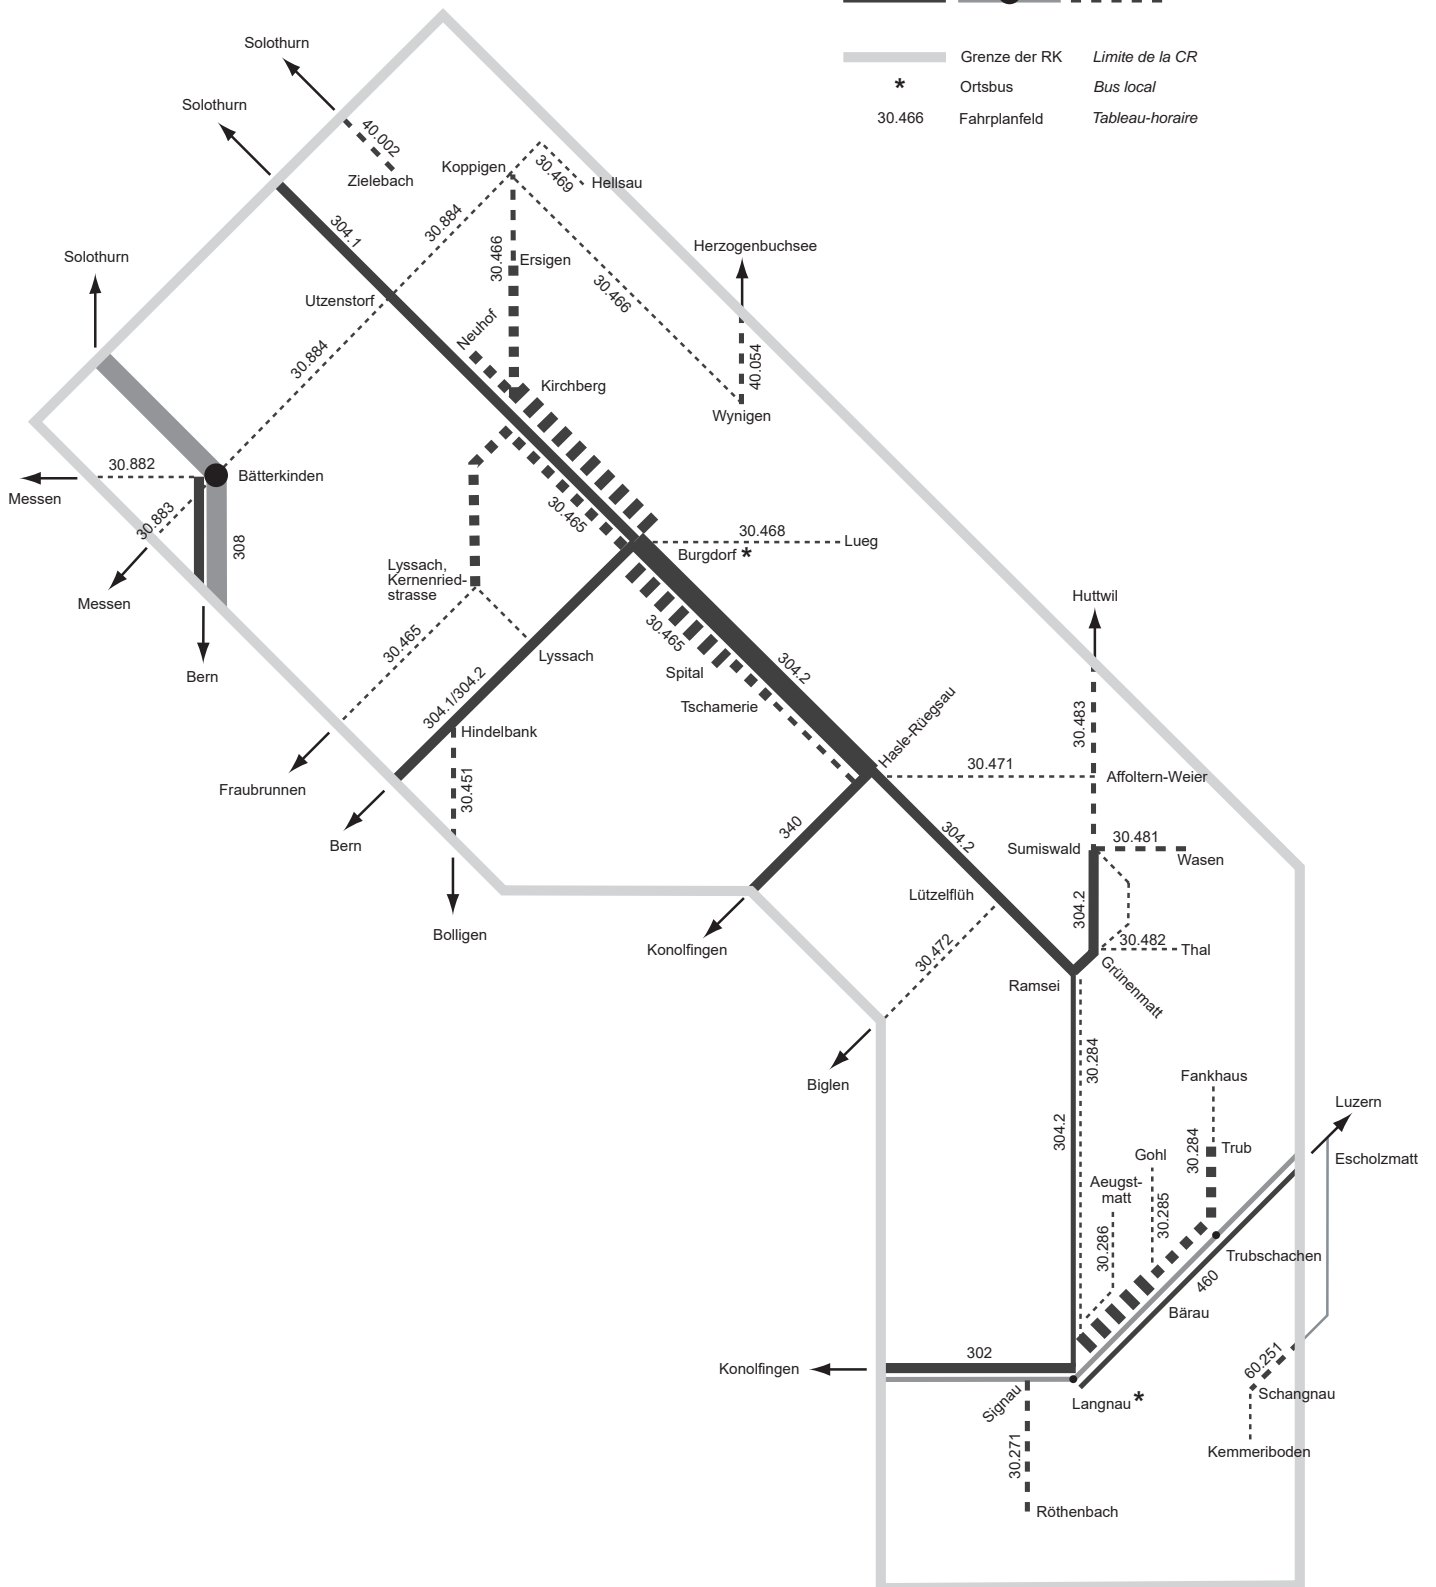 Grenze der RK Limite de la CR
* Ortsbus Bus local
30.466 Fahrplanfeld Tableau-horaire
Solothurn
Solothurn
40.002
Zielebach
Koppigen
30.469
Hellsau
304.1
30.884
30.466
Ersigen
30.466
Herzogenbuchsee
Solothurn
Utzenstorf
Neuhof
30.884
40.054
Kirchberg
Wynigen
30.882
Bätterkinden
Messen
30.883
308
30.465
30.468
Lueg
Burgdorf *
Lyssach,
Kernenried-
strasse
Messen
Huttwil
30.465
30.465
Lyssach
Bern
Spital
304.2
Tschamerie
304.1/304.2
Hindelbank
30.483
Hasle-Rüegsau
30.471
Affoltern-Weier
Fraubrunnen
30.451
Bern
340
304.2
Sumiswald
30.481
Wasen
Lützelflüh
304.2
Bolligen
Konolfingen
30.472
30.482
Thal
Grünenmatt
Ramsei
30.284
Biglen
Fankhaus
Luzern
304.2
30.284
Trub
Gohl
Escholzmatt
Aeugst-
matt
30.285
30.286
Trubschachen
460
Bärau
302
Konolfingen
60.251
Schangnau
Signau
Langnau *
30.271
Kemmeriboden
Röthenbach